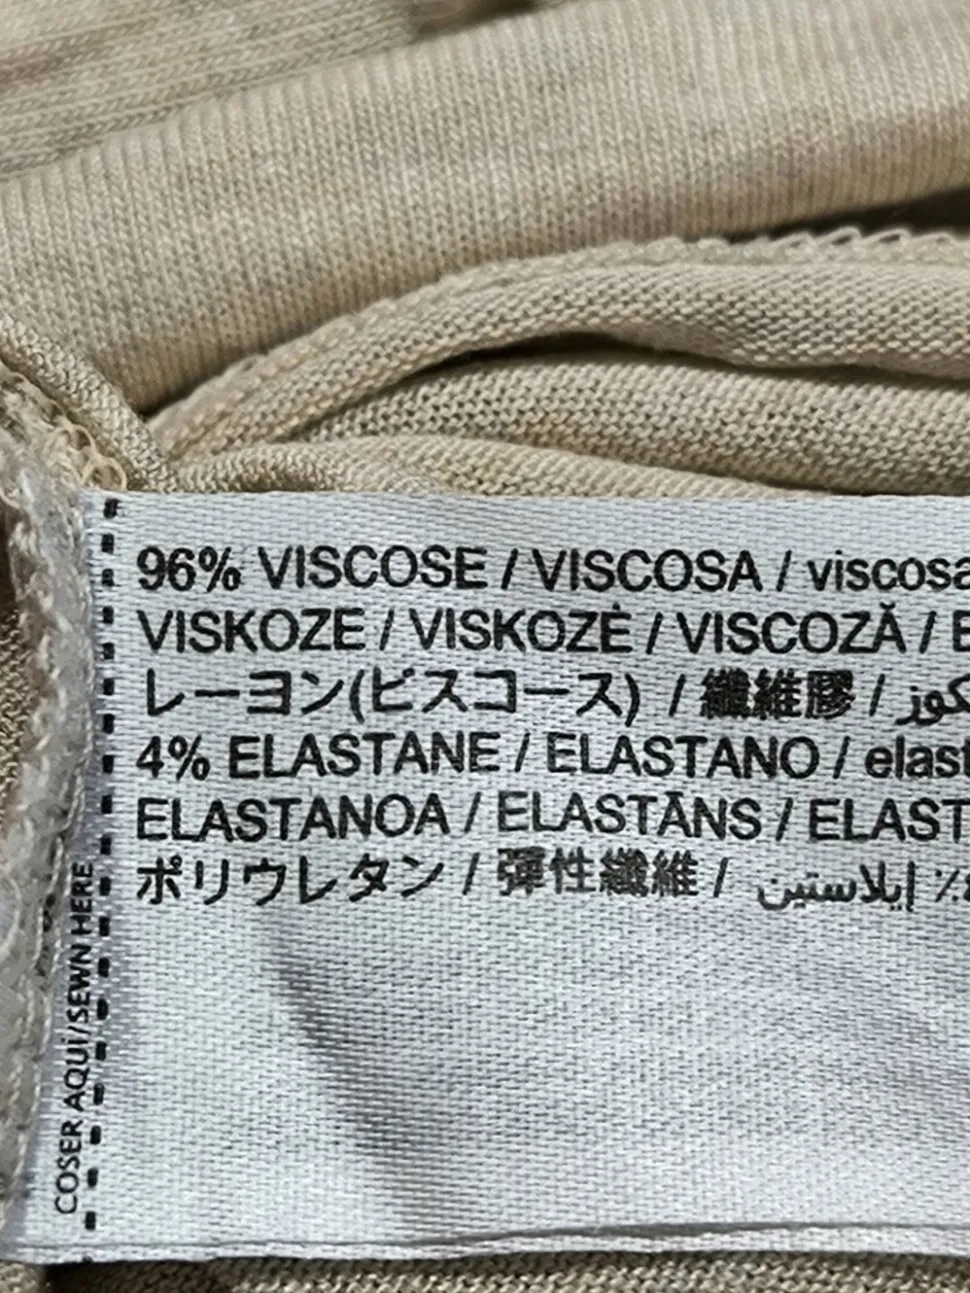 96% VISCOSE / VISCOSA / viscosa
VISKOZE / VISKOZĖ / VISCOZĂ /
レーヨン(ビスコース) / 纖維膠 /
4% ELASTANE / ELASTANO /
ELASTANOA / ELASTĀNS /
ポリウレタン / 彈性纖維 / إيلاستين ٪
COSER AQUí/SEWN HERE